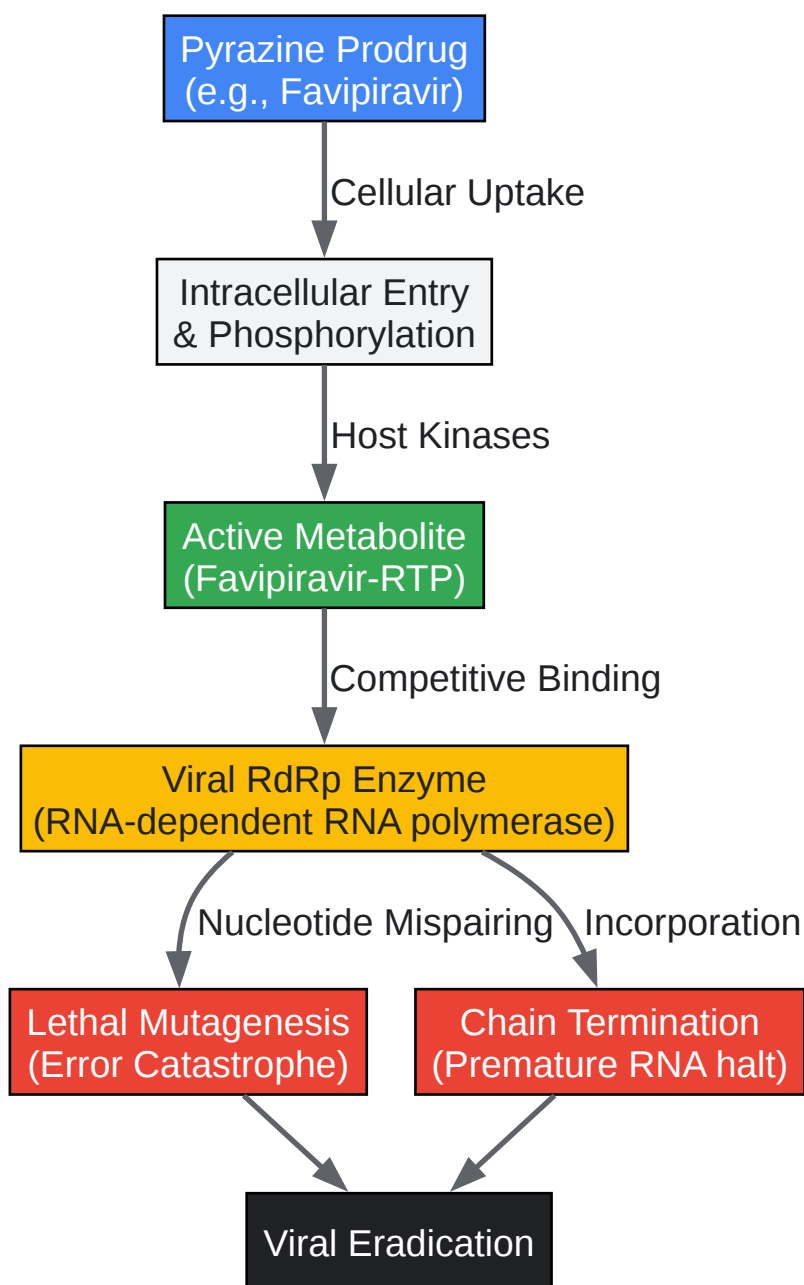 Pyrazine Prodrug
(e.g., Favipiravir)
Cellular Uptake
Intracellular Entry
& Phosphorylation
Host Kinases
Active Metabolite
(Favipiravir-RTP)
Competitive Binding
Viral RdRp Enzyme
(RNA-dependent RNA polymerase)
Nucleotide Mispairing
Incorporation
Lethal Mutagenesis
(Error Catastrophe)
Chain Termination
(Premature RNA halt)
Viral Eradication